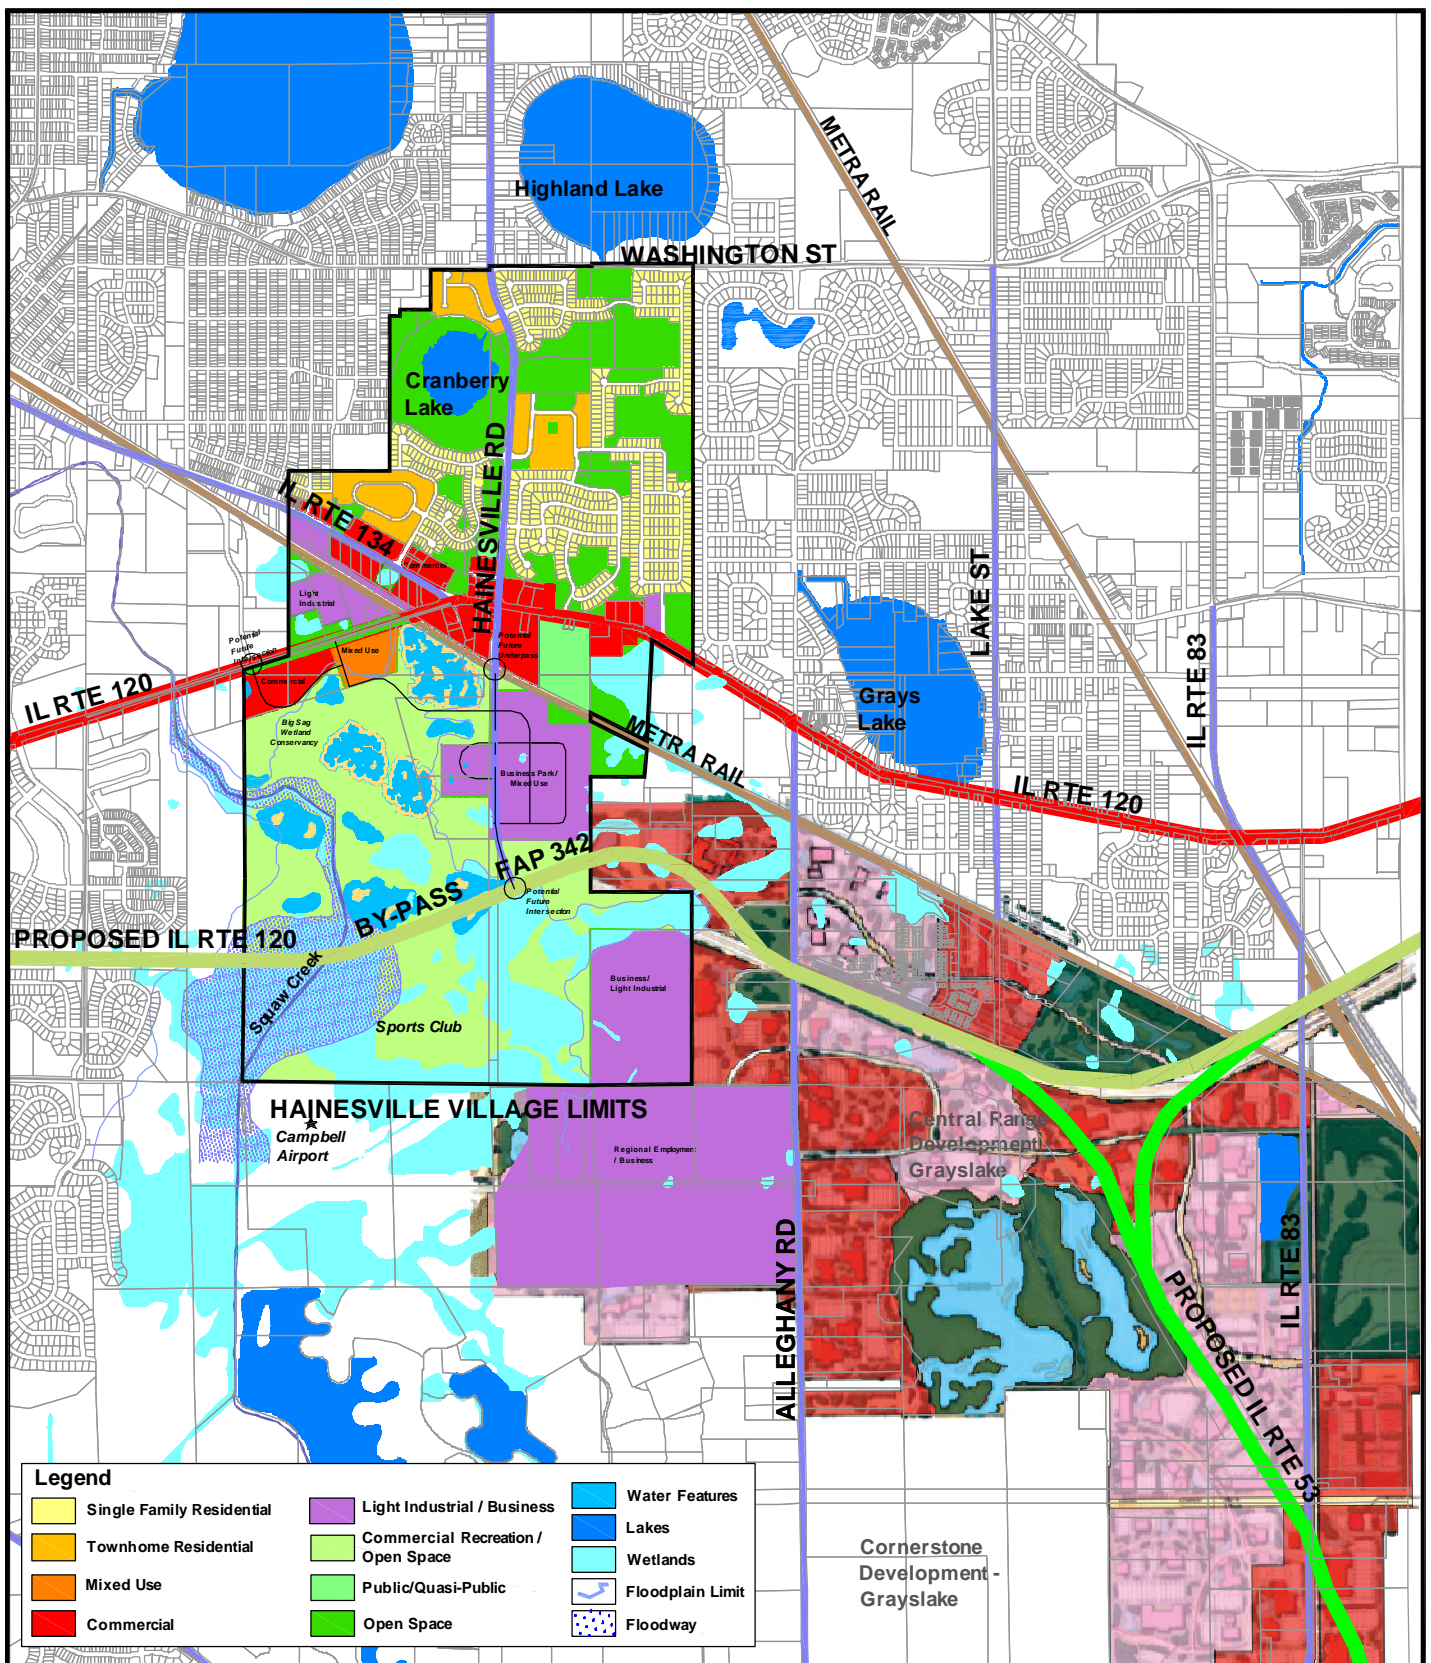 METRA RAIL
Highland Lake
WASHINGTON ST
Cranberry
Lake
HAINESVILLE RD
IL RTE 134
Commercial
Light
Industrial
LAKE ST
Potential
Future
Intersection
Mixed Use
Potential
Future
Underpass
IL RTE 83
Commercial
IL RTE 120
Grays
Lake
Big Sag
Wetland
Conservancy
METRA RAIL
Business Park/
Mixed Use
IL RTE 120
FAP 342
BY-PASS
Potential
Future
Intersection
PROPOSED IL RTE 120
Squaw Creek
Business/
Light Industrial
Sports Club
HAINESVILLE VILLAGE LIMITS
Campbell
Airport
Central Range
Development
Grayslake
Regional Employment
/ Business
ALLEGHANY RD
IL RTE 83
PROPOSED IL RTE 53
Cornerstone
Development -
Grayslake
Legend
Single Family Residential
Townhome Residential
Mixed Use
Commercial
Light Industrial / Business
Commercial Recreation /
Open Space
Public/Quasi-Public
Open Space
Water Features
Lakes
Wetlands
Floodplain Limit
Floodway